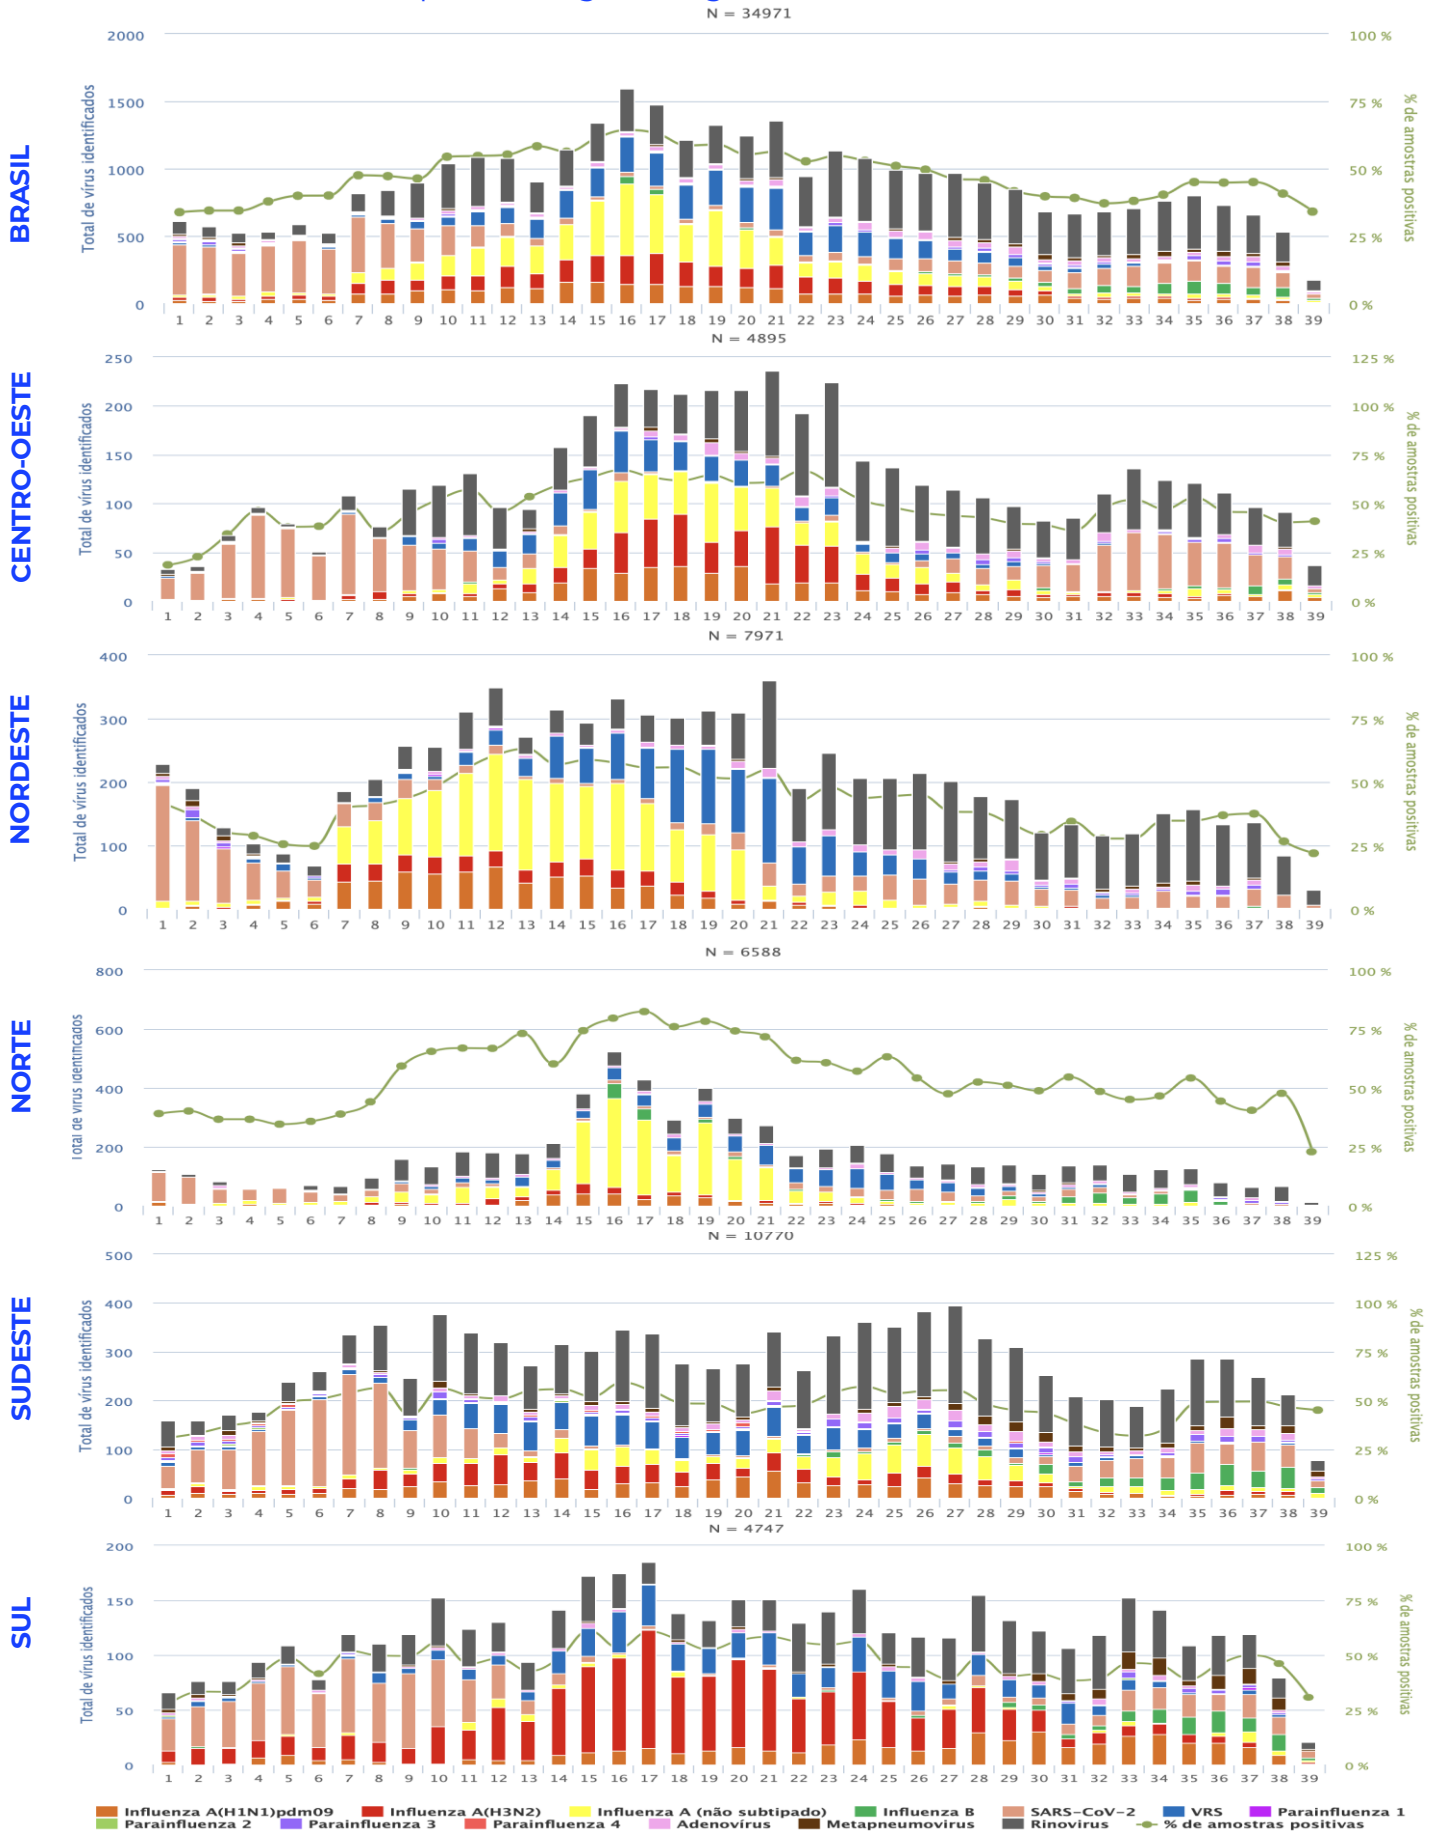 N = 34971
BRASIL
Total de vírus identificados
2000
1500
1000
500
0
100 %
75 %
50 %
25 %
0 %
% de amostras positivas
1 2 3 4 5 6 7 8 9 10 11 12 13 14 15 16 17 18 19 20 21 22 23 24 25 26 27 28 29 30 31 32 33 34 35 36 37 38 39
N = 4895
CENTRO-OESTE
Total de vírus identificados
250
200
150
100
50
0
125 %
100 %
75 %
50 %
25 %
0 %
% de amostras positivas
1 2 3 4 5 6 7 8 9 10 11 12 13 14 15 16 17 18 19 20 21 22 23 24 25 26 27 28 29 30 31 32 33 34 35 36 37 38 39
N = 7971
NORDESTE
Total de vírus identificados
400
300
200
100
0
100 %
75 %
50 %
25 %
0 %
% de amostras positivas
1 2 3 4 5 6 7 8 9 10 11 12 13 14 15 16 17 18 19 20 21 22 23 24 25 26 27 28 29 30 31 32 33 34 35 36 37 38 39
N = 6588
NORTE
Total de vírus identificados
800
600
400
200
0
100 %
75 %
50 %
25 %
0 %
% de amostras positivas
1 2 3 4 5 6 7 8 9 10 11 12 13 14 15 16 17 18 19 20 21 22 23 24 25 26 27 28 29 30 31 32 33 34 35 36 37 38 39
N = 10770
SUDESTE
Total de vírus identificados
500
400
300
200
100
0
125 %
100 %
75 %
50 %
25 %
0 %
% de amostras positivas
1 2 3 4 5 6 7 8 9 10 11 12 13 14 15 16 17 18 19 20 21 22 23 24 25 26 27 28 29 30 31 32 33 34 35 36 37 38 39
N = 4747
SUL
Total de vírus identificados
200
150
100
50
0
100 %
75 %
50 %
25 %
0 %
% de amostras positivas
1 2 3 4 5 6 7 8 9 10 11 12 13 14 15 16 17 18 19 20 21 22 23 24 25 26 27 28 29 30 31 32 33 34 35 36 37 38 39
Influenza A(H1N1)pdm09 Influenza A(H3N2) Influenza A (não subtipado) Influenza B SARS-CoV-2 VRS Parainfluenza 1
Parainfluenza 2 Parainfluenza 3 Parainfluenza 4 Adenovírus Metapneumovirus Rinovirus % de amostras positivas